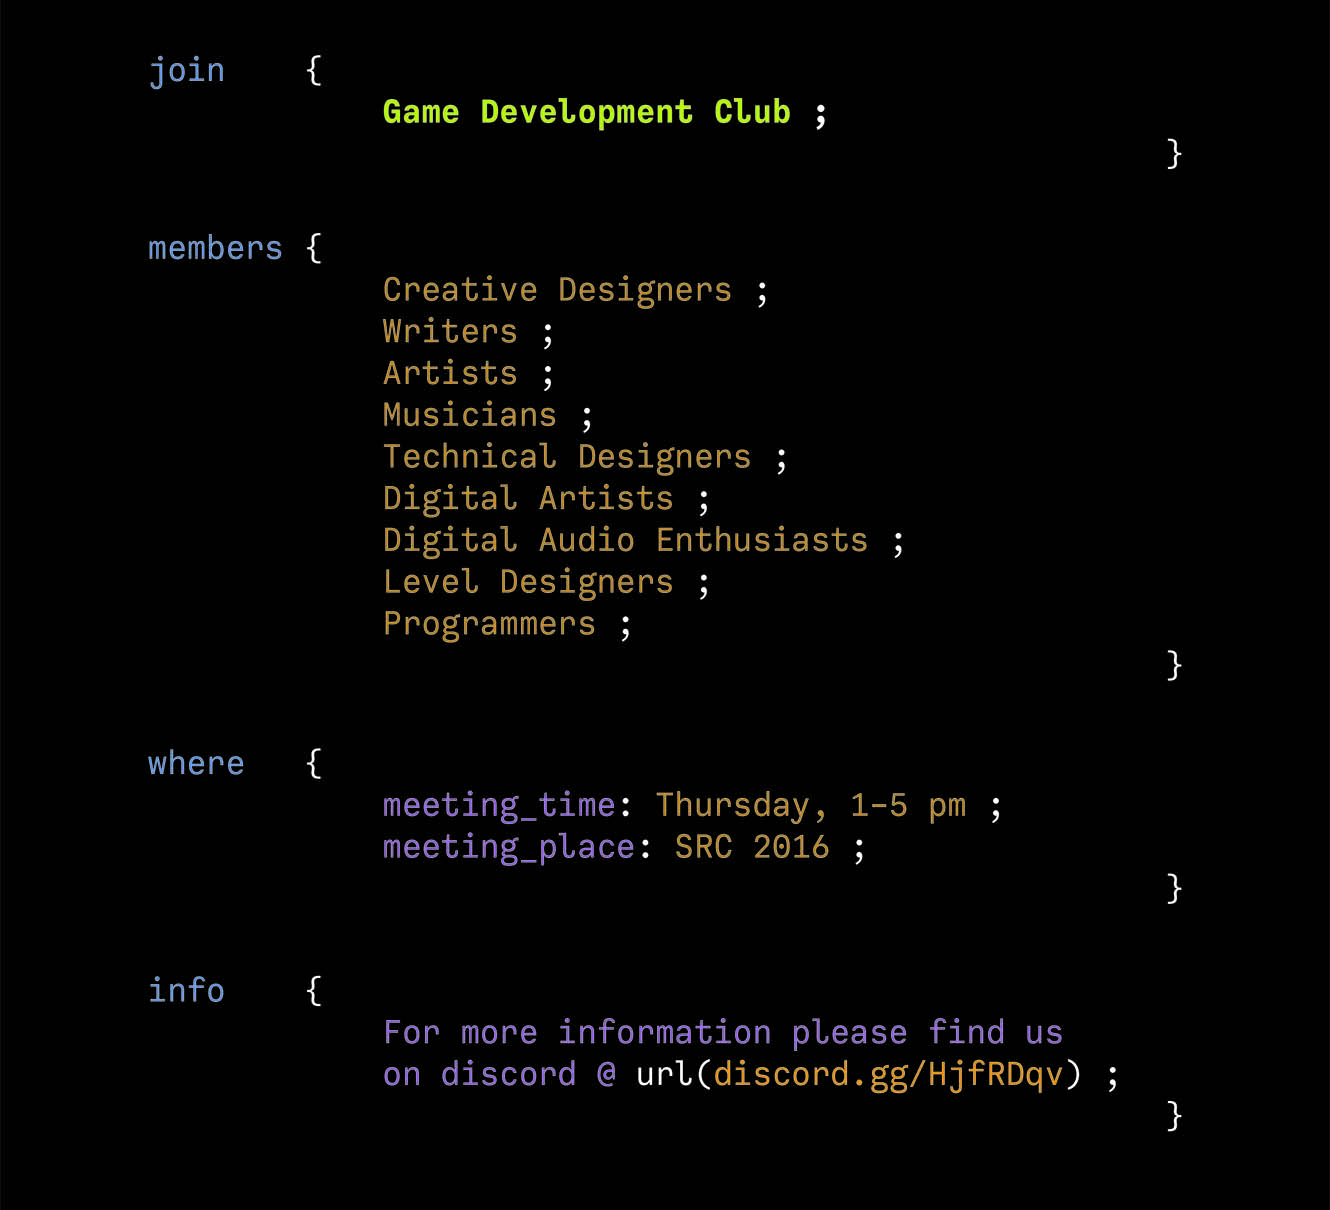 join {
Game Development Club ;
}
members {
Creative Designers ;
Writers ;
Artists ;
Musicians ;
Technical Designers ;
Digital Artists ;
Digital Audio Enthusiasts ;
Level Designers ;
Programmers ;
}
where {
meeting_time: Thursday, 1–5 pm ;
meeting_place: SRC 2016 ;
}
info {
For more information please find us
on discord @ url(discord.gg/HjfRDqv) ;
}